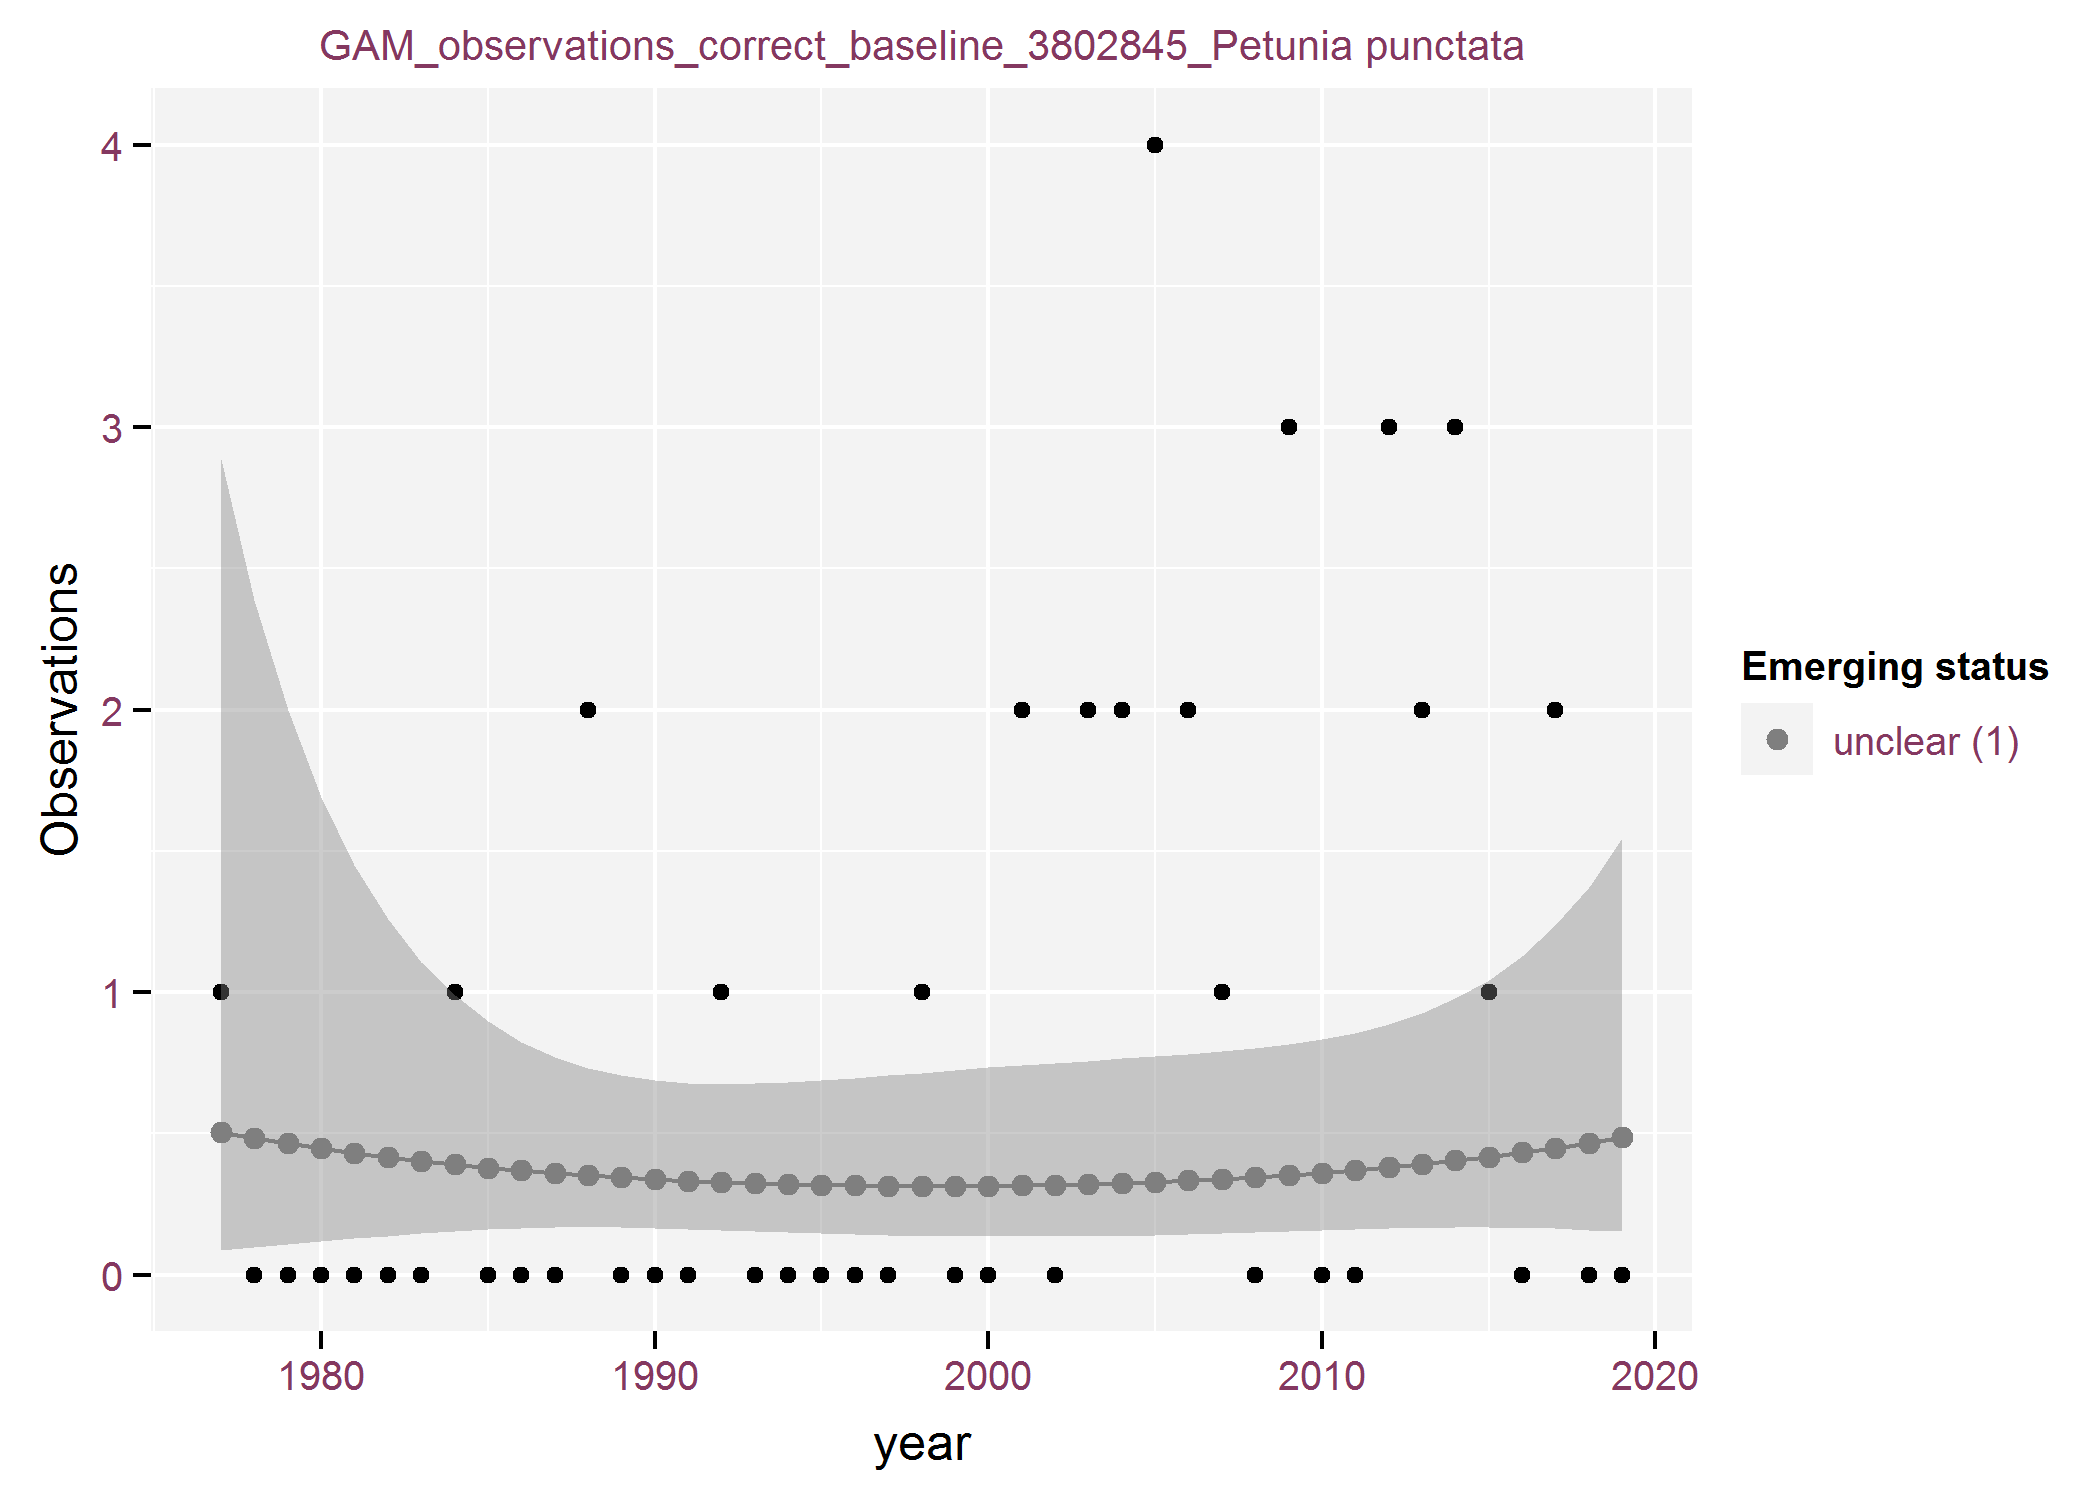 GAM_observations_correct_baseline_3802845_Petunia punctata
4
3
2
1
0
Observations
1980
1990
2000
2010
2020
year
Emerging status
unclear (1)